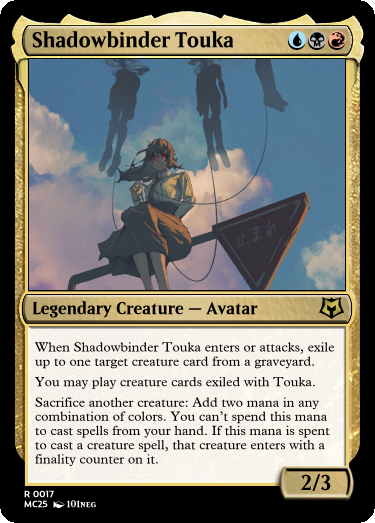 Shadowbinder Touka
止まれ
Legendary Creature — Avatar
When Shadowbinder Touka enters or attacks, exile
up to one target creature card from a graveyard.
You may play creature cards exiled with Touka.
Sacrifice another creature: Add two mana in any
combination of colors. You can't spend this mana
to cast spells from your hand. If this mana is spent
to cast a creature spell, that creature enters with a
finality counter on it.
2/3
R 0017
MC25 101NEG